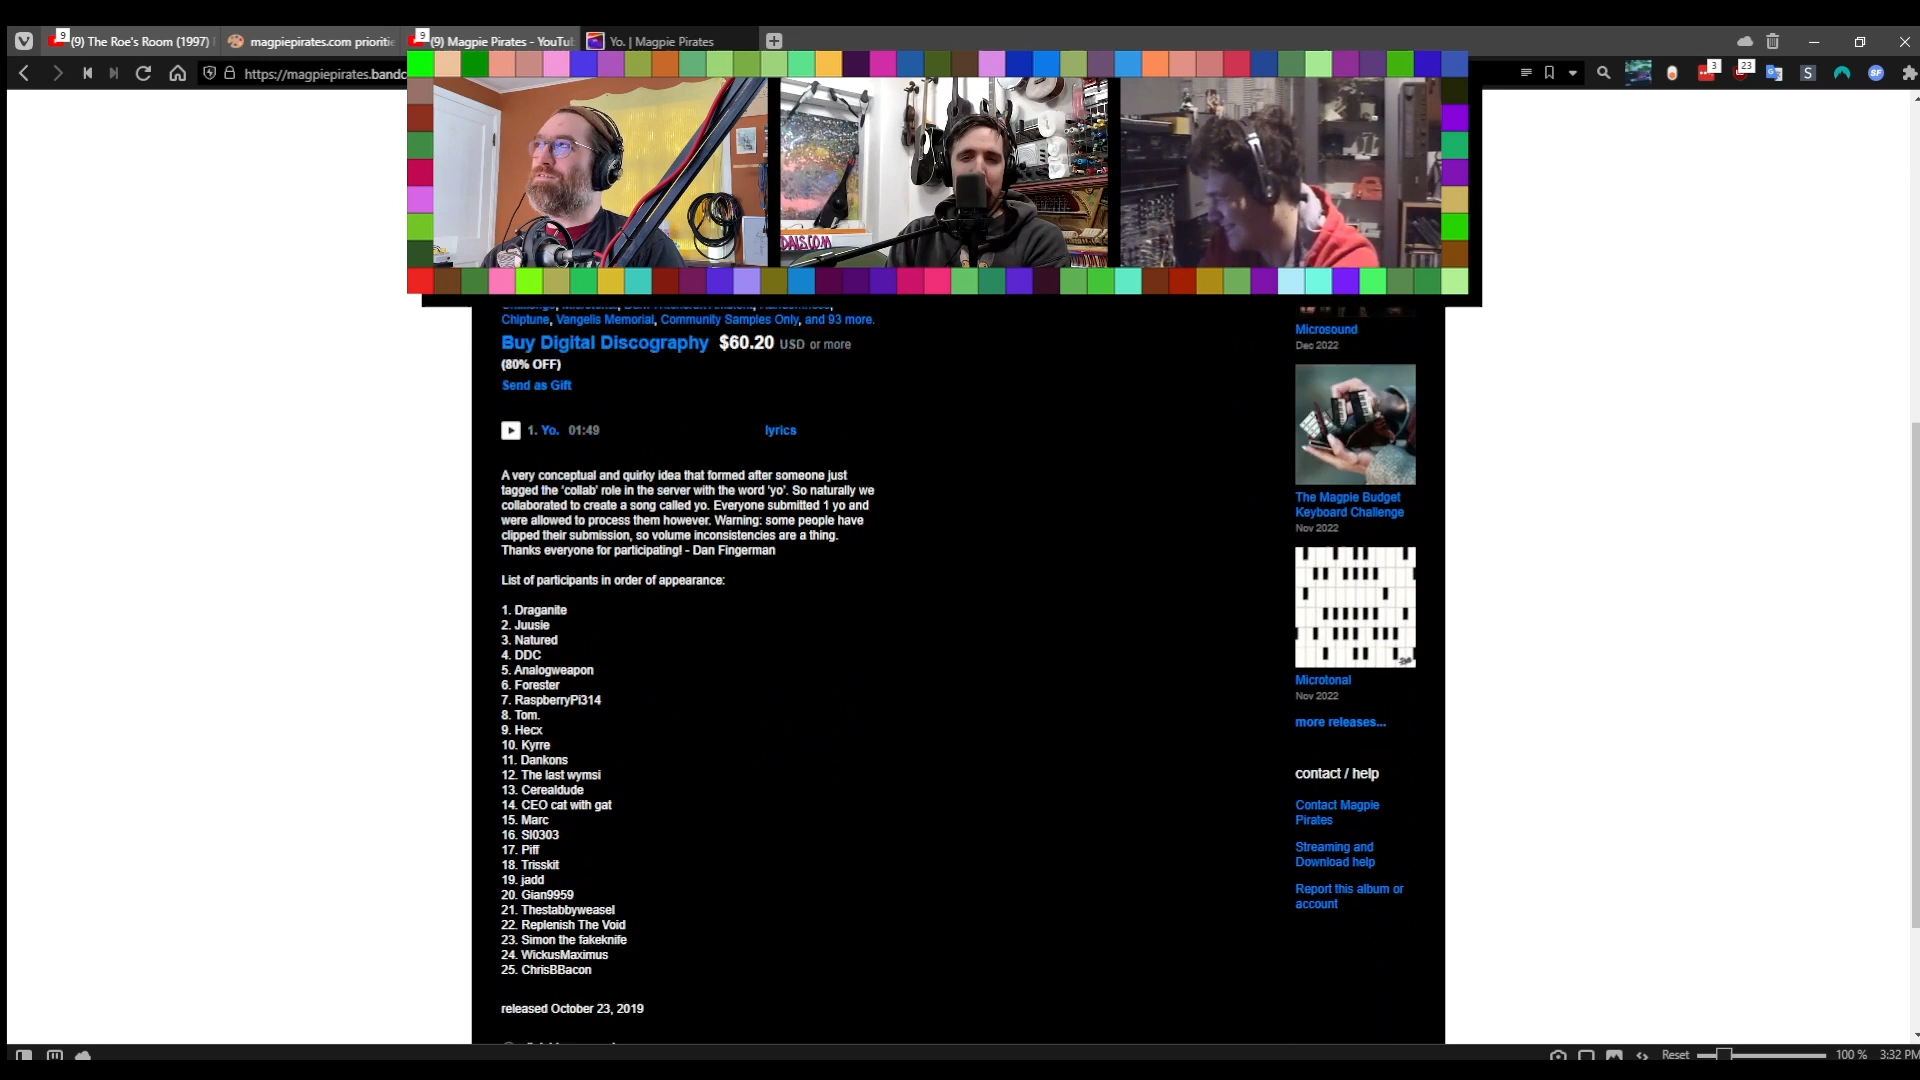 9
(9) The Roe's Room (1997)
magpiepirates.com prioriti
9
(9) Magpie Pirates - YouTu
Yo. | Magpie Pirates
https://magpiepirates.bandc
3
23
S
SF
DALS.COM
Chiptune, Vangelis Memorial, Community Samples Only, and 93 more.
Buy Digital Discography $60.20 USD or more
(80% OFF)
Send as Gift
1. Yo. 01:49 lyrics
A very conceptual and quirky idea that formed after someone just
tagged the 'collab' role in the server with the word 'yo'. So naturally we
collaborated to create a song called yo. Everyone submitted 1 yo and
were allowed to process them however. Warning: some people have
clipped their submission, so volume inconsistencies are a thing.
Thanks everyone for participating! - Dan Fingerman
List of participants in order of appearance:
1. Draganite
2. Juusie
3. Natured
4. DDC
5. Analogweapon
6. Forester
7. RaspberryPi314
8. Tom.
9. Hecx
10. Kyrre
11. Dankons
12. The last wymsi
13. Cerealdude
14. CEO cat with gat
15. Marc
16. Sl0303
17. Piff
18. Trisskit
19. jadd
20. Gian9959
21. Thestabbyweasel
22. Replenish The Void
23. Simon the fakeknife
24. WickusMaximus
25. ChrisBBacon
released October 23, 2019
Microsound
Dec 2022
The Magpie Budget
Keyboard Challenge
Nov 2022
Microtonal
Nov 2022
more releases...
contact / help
Contact Magpie
Pirates
Streaming and
Download help
Report this album or
account
Reset
100 %
3:32 PM